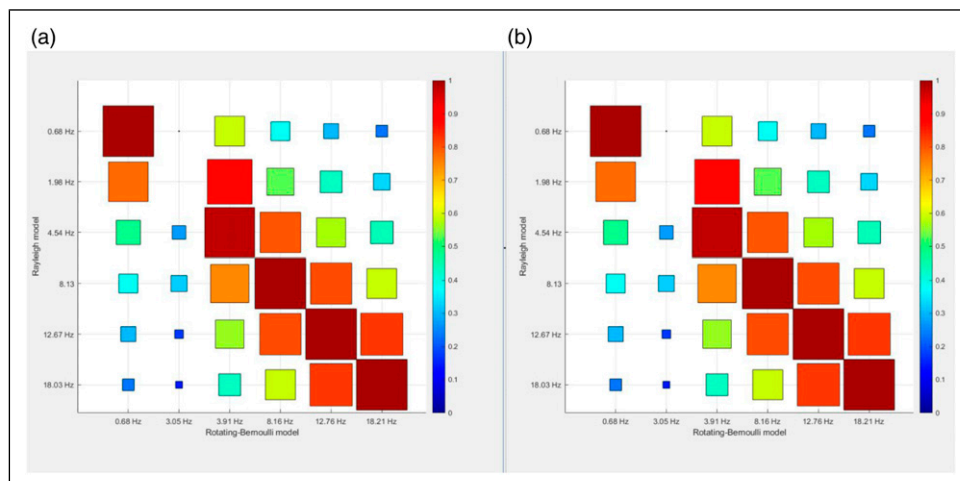 (a)
1
0.9
0.8
0.7
0.6
0.5
0.4
0.3
0.2
0.1
0
0.68 Hz
1.98 Hz
4.54 Hz
8.13
12.67 Hz
18.03 Hz
Rayleigh model
0.68 Hz 3.05 Hz 3.91 Hz 8.16 Hz 12.76 Hz 18.21 Hz
Rotating-Bernoulli model
(b)
1
0.9
0.8
0.7
0.6
0.5
0.4
0.3
0.2
0.1
0
0.68 Hz
1.98 Hz
4.54 Hz
8.13
12.67 Hz
18.03 Hz
Rayleigh model
0.68 Hz 3.05 Hz 3.91 Hz 8.16 Hz 12.76 Hz 18.21 Hz
Rotating-Bernoulli model